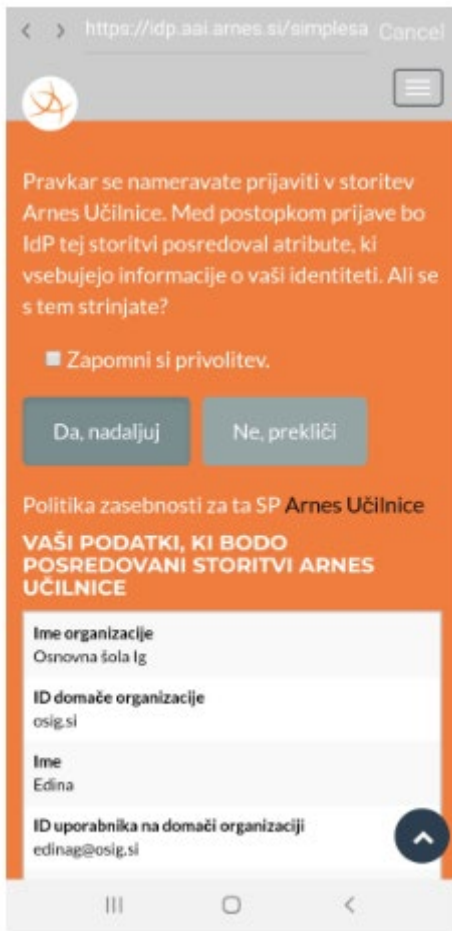 https://idp.aai.arnes.si/simplesa Cancel
Pravkar se nameravate prijaviti v storitev
Arnes Učilnice. Med postopkom prijave bo
IdP tej storitvi posredoval atribute, ki
vsebujejo informacije o vaši identiteti. Ali se
s tem strinjate?
Zapomni si privolitev.
Da, nadaljuj Ne, prekliči
Politika zasebnosti za ta SP Arnes Učilnice
VAŠI PODATKI, KI BODO
POSREDOVANI STORITVI ARNES
UČILNICE
Ime organizacije
Osnovna šola Ig
ID domače organizacije
osig.si
Ime
Edina
ID uporabnika na domači organizaciji
edinag@osig.si